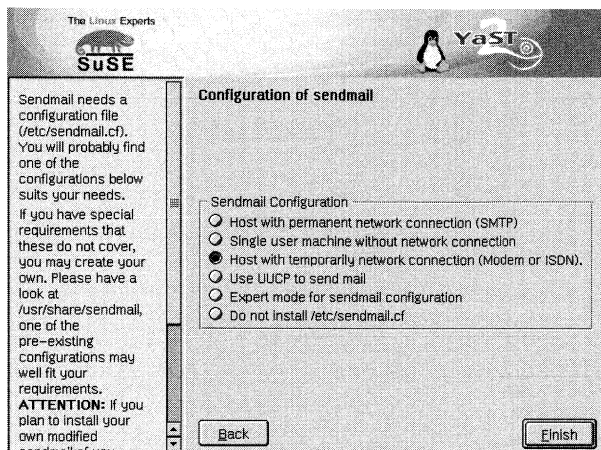 The Linux Experts
SuSE
YaST
2
Sendmail needs a
configuration file
(/etc/sendmail.cf).
You will probably find
one of the
configurations below
suits your needs.
If you have special
requirements that
these do not cover,
you may create your
own. Please have a
look at
/usr/share/sendmail,
one of the
pre-existing
configurations may
well fit your
requirements.
ATTENTION: If you
plan to install your
own modified
Configuration of sendmail
Sendmail Configuration
Host with permanent network connection (SMTP)
Single user machine without network connection
Host with temporarily network connection (Modem or ISDN).
Use UUCP to send mail
Expert mode for sendmail configuration
Do not install /etc/sendmail.cf
Back
Finish